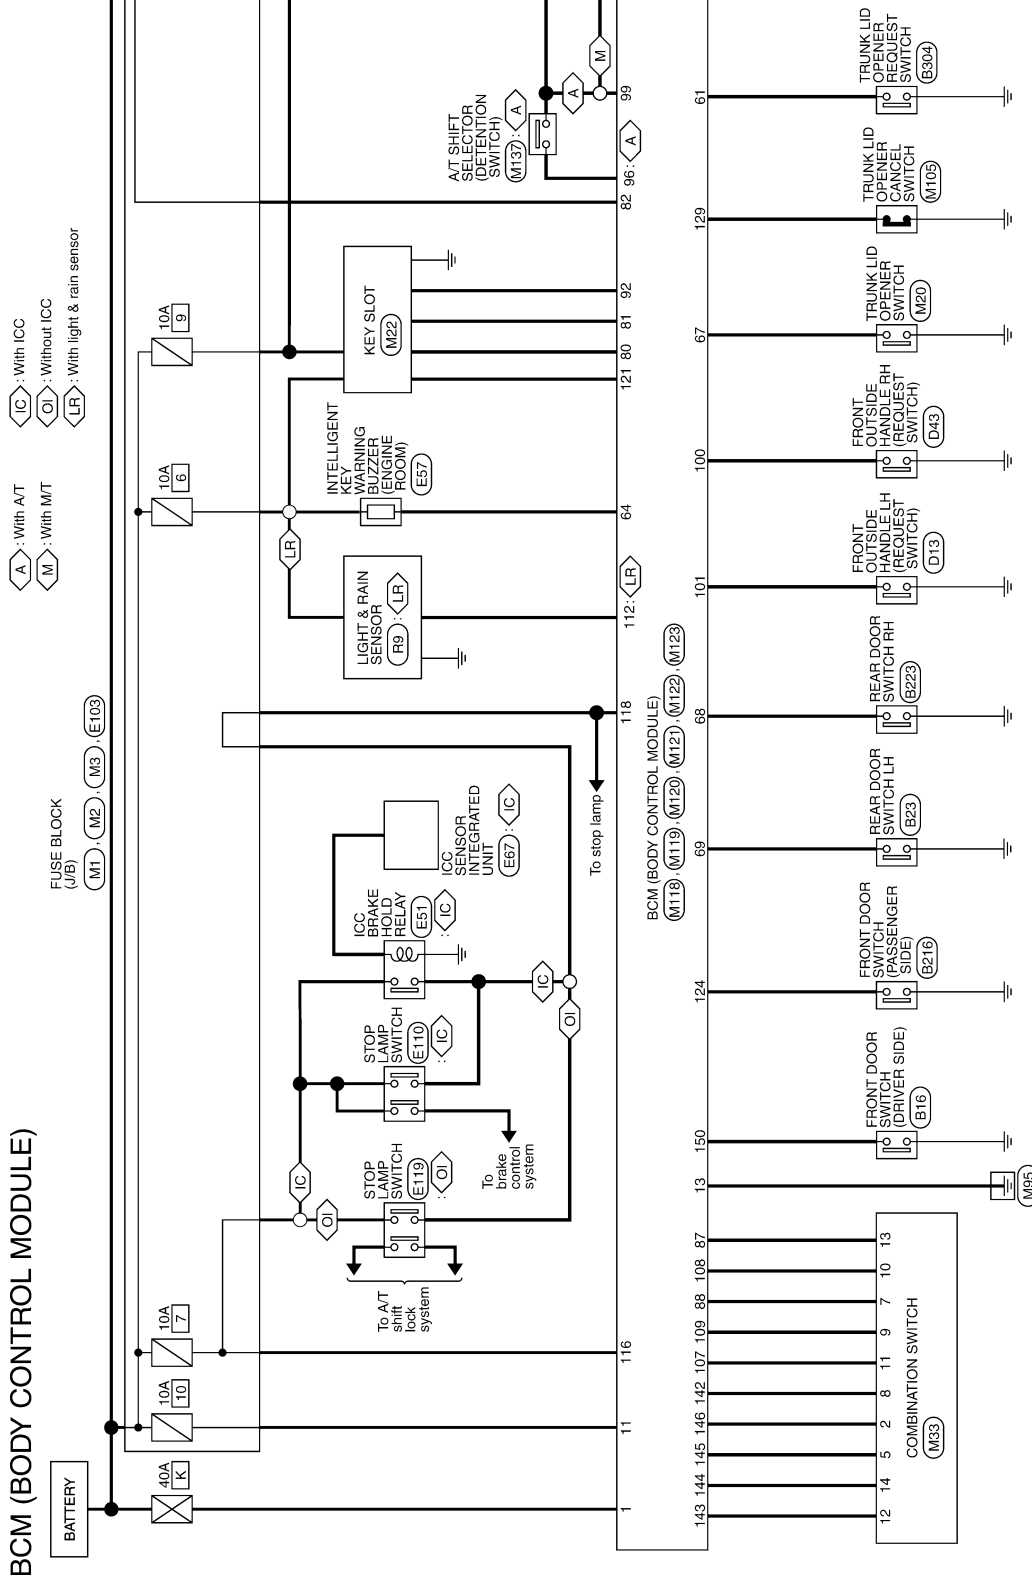 BCM (BODY CONTROL MODULE)
BATTERY
FUSE BLOCK
(J/B)
M1 , M2 , M3 , E103
A : With A/T
M : With M/T
IC : With ICC
OI : Without ICC
LR : With light & rain sensor
40A
K
10A
10
10A
7
10A
6
10A
9
To A/T
shift
lock
system
STOP
LAMP
SWITCH
E119
: OI
OI
IC
To
brake
control
system
STOP
LAMP
SWITCH
E110
: IC
ICC
BRAKE
HOLD
RELAY
E51
: IC
IC
OI
ICC
SENSOR
INTEGRATED
UNIT
E67 : IC
To stop lamp
LIGHT & RAIN
SENSOR
R9 : LR
LR
INTELLIGENT
KEY
WARNING
BUZZER
(ENGINE
ROOM)
E57
KEY SLOT
M22
A/T SHIFT
SELECTOR
(DETENTION
SWITCH)
M137 : A
A
M
1
11
116
118
112 : LR
64
121
80
81
92
82
96 : A
99
BCM (BODY CONTROL MODULE)
M118 , M119 , M120 , M121 , M122 , M123
143
144
145
146
142
107
109
88
108
87
13
150
124
69
68
101
100
67
129
61
12
14
5
2
8
11
9
7
10
13
COMBINATION SWITCH
M33
M95
FRONT DOOR
SWITCH
(DRIVER SIDE)
B16
FRONT DOOR
SWITCH
(PASSENGER
SIDE)
B216
REAR DOOR
SWITCH LH
B23
REAR DOOR
SWITCH RH
B223
FRONT
OUTSIDE
HANDLE LH
(REQUEST
SWITCH)
D13
FRONT
OUTSIDE
HANDLE RH
(REQUEST
SWITCH)
D43
TRUNK LID
OPENER
SWITCH
M20
TRUNK LID
OPENER
CANCEL
SWITCH
M105
TRUNK LID
OPENER
REQUEST
SWITCH
B304